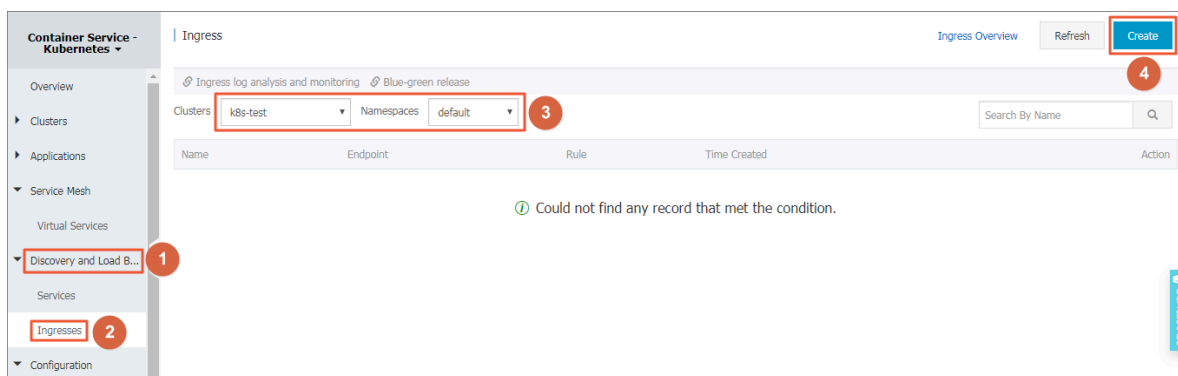 Container Service -
Kubernetes
Overview
Clusters
Applications
Service Mesh
Virtual Services
Discovery and Load B...
1
Services
Ingresses
2
Configuration
Ingress
Ingress Overview
Refresh
Create
4
Ingress log analysis and monitoring
Blue-green release
Clusters
k8s-test
Namespaces
default
3
Search By Name
Name
Endpoint
Rule
Time Created
Action
Could not find any record that met the condition.